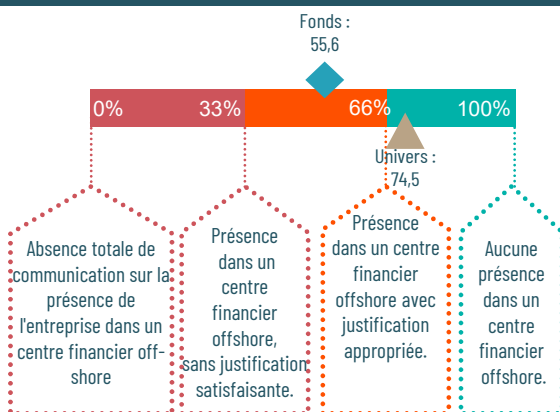 Fonds :
55,6
0%
33%
66%
100%
Univers :
74,5
Absence totale de
communication sur la
présence de
l'entreprise dans un
centre financier off-
shore
Présence
dans un
centre
financier
offshore,
sans justification
satisfaisante.
Présence
dans un centre
financier
offshore avec
justification
appropriée.
Aucune
présence
dans un
centre
financier
offshore.